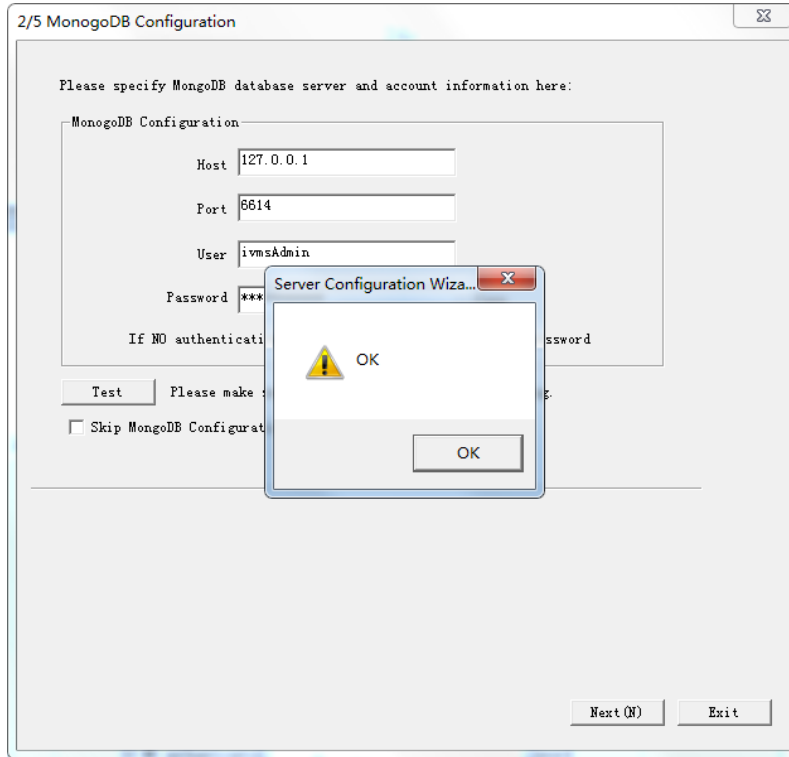 2/5 MonogoDB Configuration
Please specify MongoDB database server and account information here:
MonogoDB Configuration
Host 127.0.0.1
Port 6614
User ivmsAdmin
Server Configuration Wiza...
Password ***
If NO authenticati ssword
OK
Test Please make
Skip MongoDB Configurat
OK
Next(N) Exit